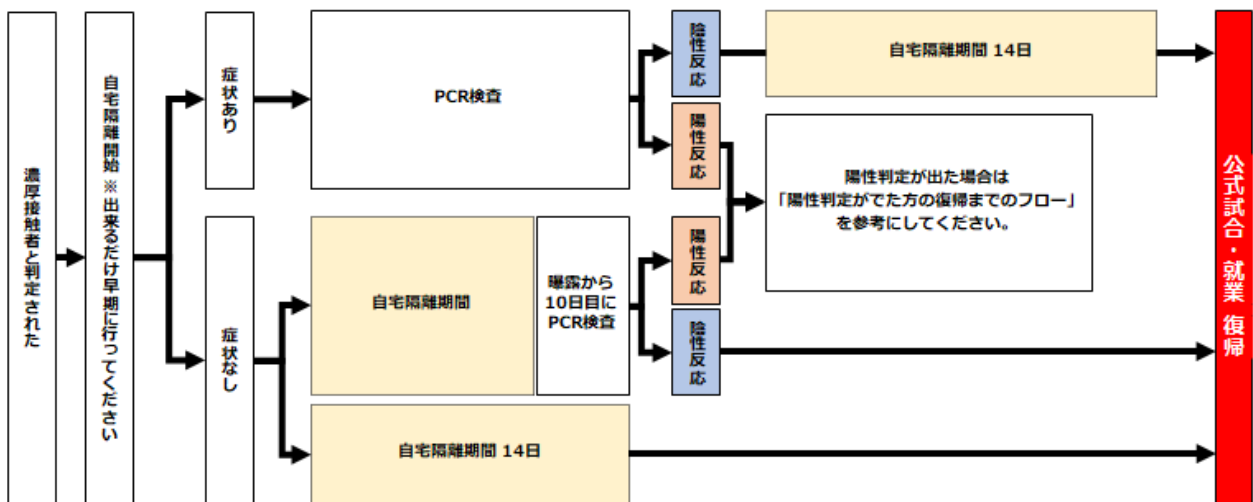 濃厚接触者と判定された
自宅隔離開始 ※出来るだけ早期に行ってください
症状あり
PCR検査
陰性反応
自宅隔離期間 14日
陽性反応
陽性判定が出た場合は
「陽性判定がでた方の復帰までのフロー」
を参考にしてください。
症状なし
自宅隔離期間
曝露から
10日目に
PCR検査
陽性反応
陰性反応
自宅隔離期間 14日
公式試合・就業 復帰